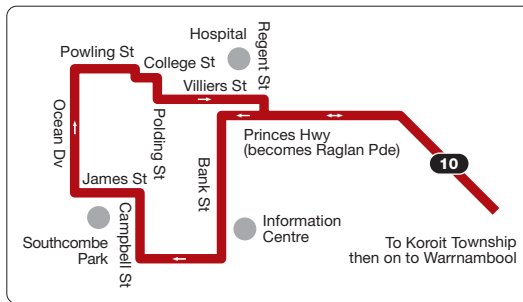 Hospital
Regent St
Powling St
College St
Villiers St
Ocean Dv
Polding St
Princes Hwy
(becomes Raglan Pde)
10
Bank St
James St
Campbell St
Southcombe
Park
Information
Centre
To Koroit Township
then on to Warrnambool